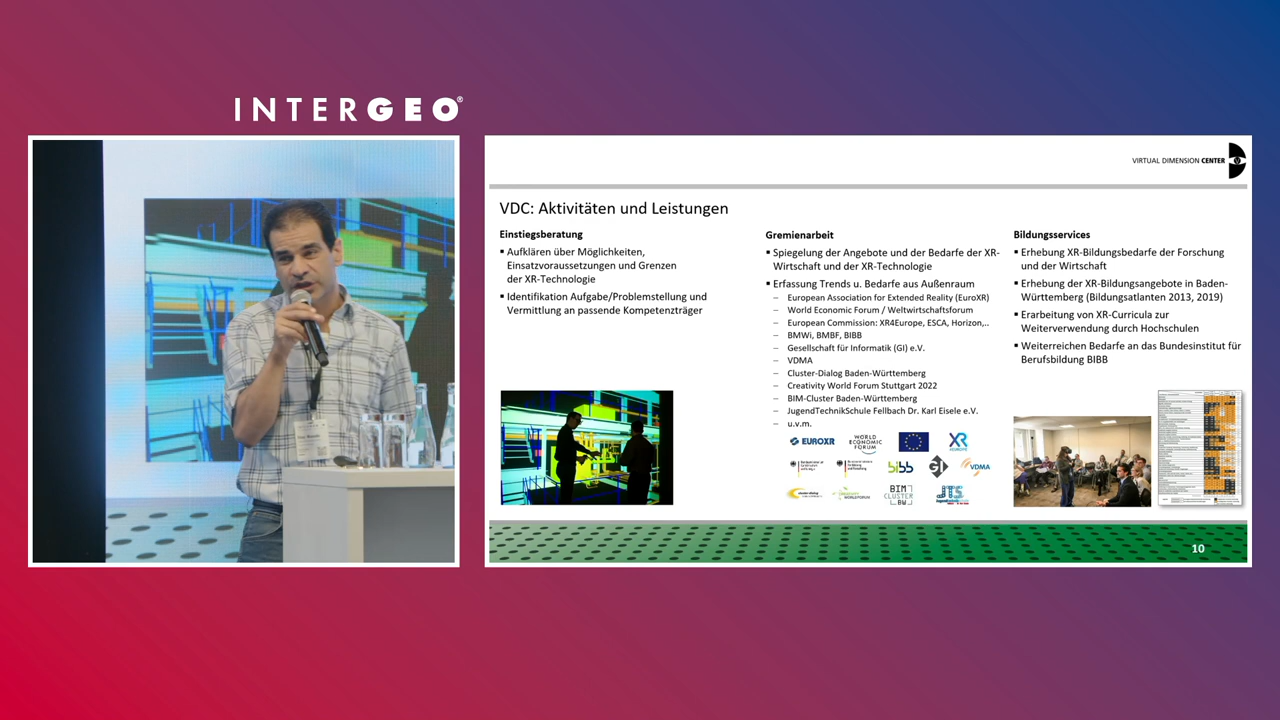 INTERGEO®
VIRTUAL DIMENSION CENTER
VDC: Aktivitäten und Leistungen
Einstiegsberatung
▪ Aufklären über Möglichkeiten,
Einsatzvoraussetzungen und Grenzen
der XR-Technologie
▪ Identifikation Aufgabe/Problemstellung und
Vermittlung an passende Kompetenzträger
Gremienarbeit
▪ Spiegelung der Angebote und der Bedarfe der XR-
Wirtschaft und der XR-Technologie
▪ Erfassung Trends u. Bedarfe aus Außenraum
– European Association for Extended Reality (EuroXR)
– World Economic Forum / Weltwirtschaftsforum
– European Commission: XR4Europe, ESCA, Horizon,..
– BMWi, BMBF, BIBB
– Gesellschaft für Informatik (GI) e.V.
– VDMA
– Cluster-Dialog Baden-Württemberg
– Creativity World Forum Stuttgart 2022
– BIM-Cluster Baden-Württemberg
– JugendTechnikSchule Fellbach Dr. Karl Eisele e.V.
– u.v.m.
EUROXR
WORLD
ECONOMIC
FORUM
XR
bibb
GI
VDMA
cluster-dialog
CREATIVITY
WORLD FORUM
BIM
CLUSTER
BW
JTS
Bildungsservices
▪ Erhebung XR-Bildungsbedarfe der Forschung
und der Wirtschaft
▪ Erhebung der XR-Bildungsangebote in Baden-
Württemberg (Bildungsatlanten 2013, 2019)
▪ Erarbeitung von XR-Curricula zur
Weiterverwendung durch Hochschulen
▪ Weiterreichen Bedarfe an das Bundesinstitut für
Berufsbildung BIBB
10